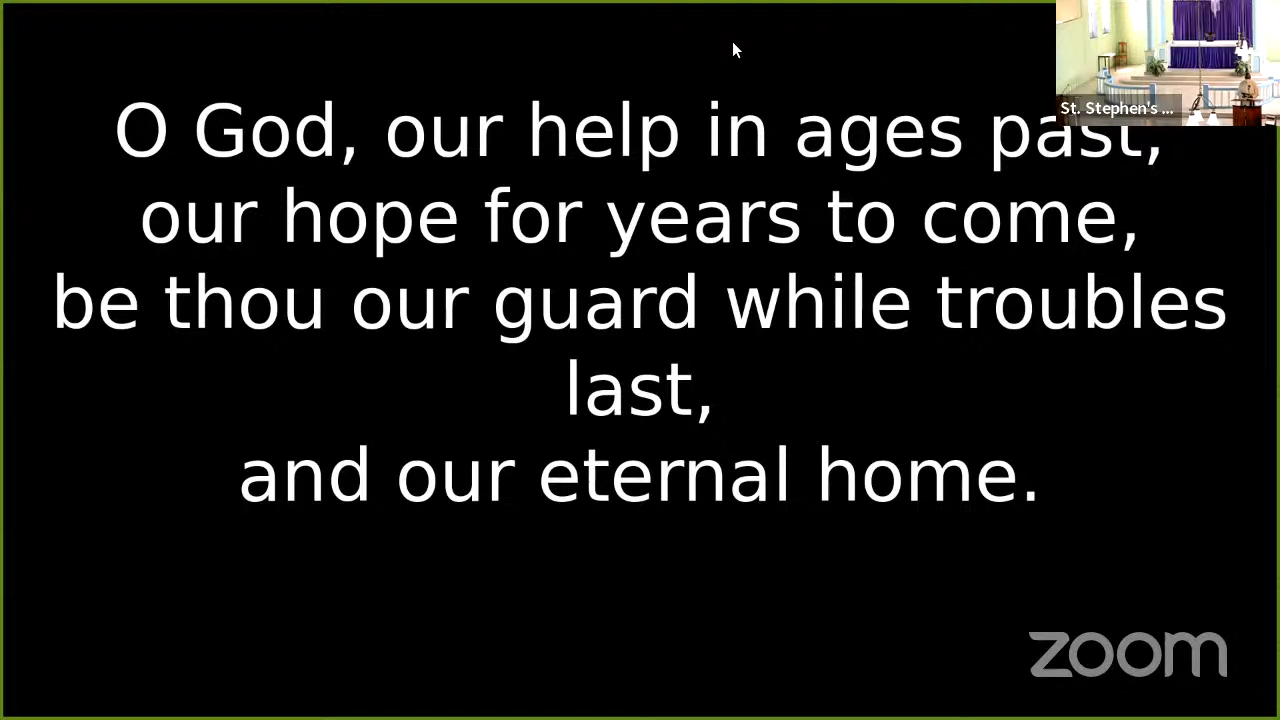 St. Stephen's ...
O God, our help in ages past,
our hope for years to come,
be thou our guard while troubles
last,
and our eternal home.
zoom